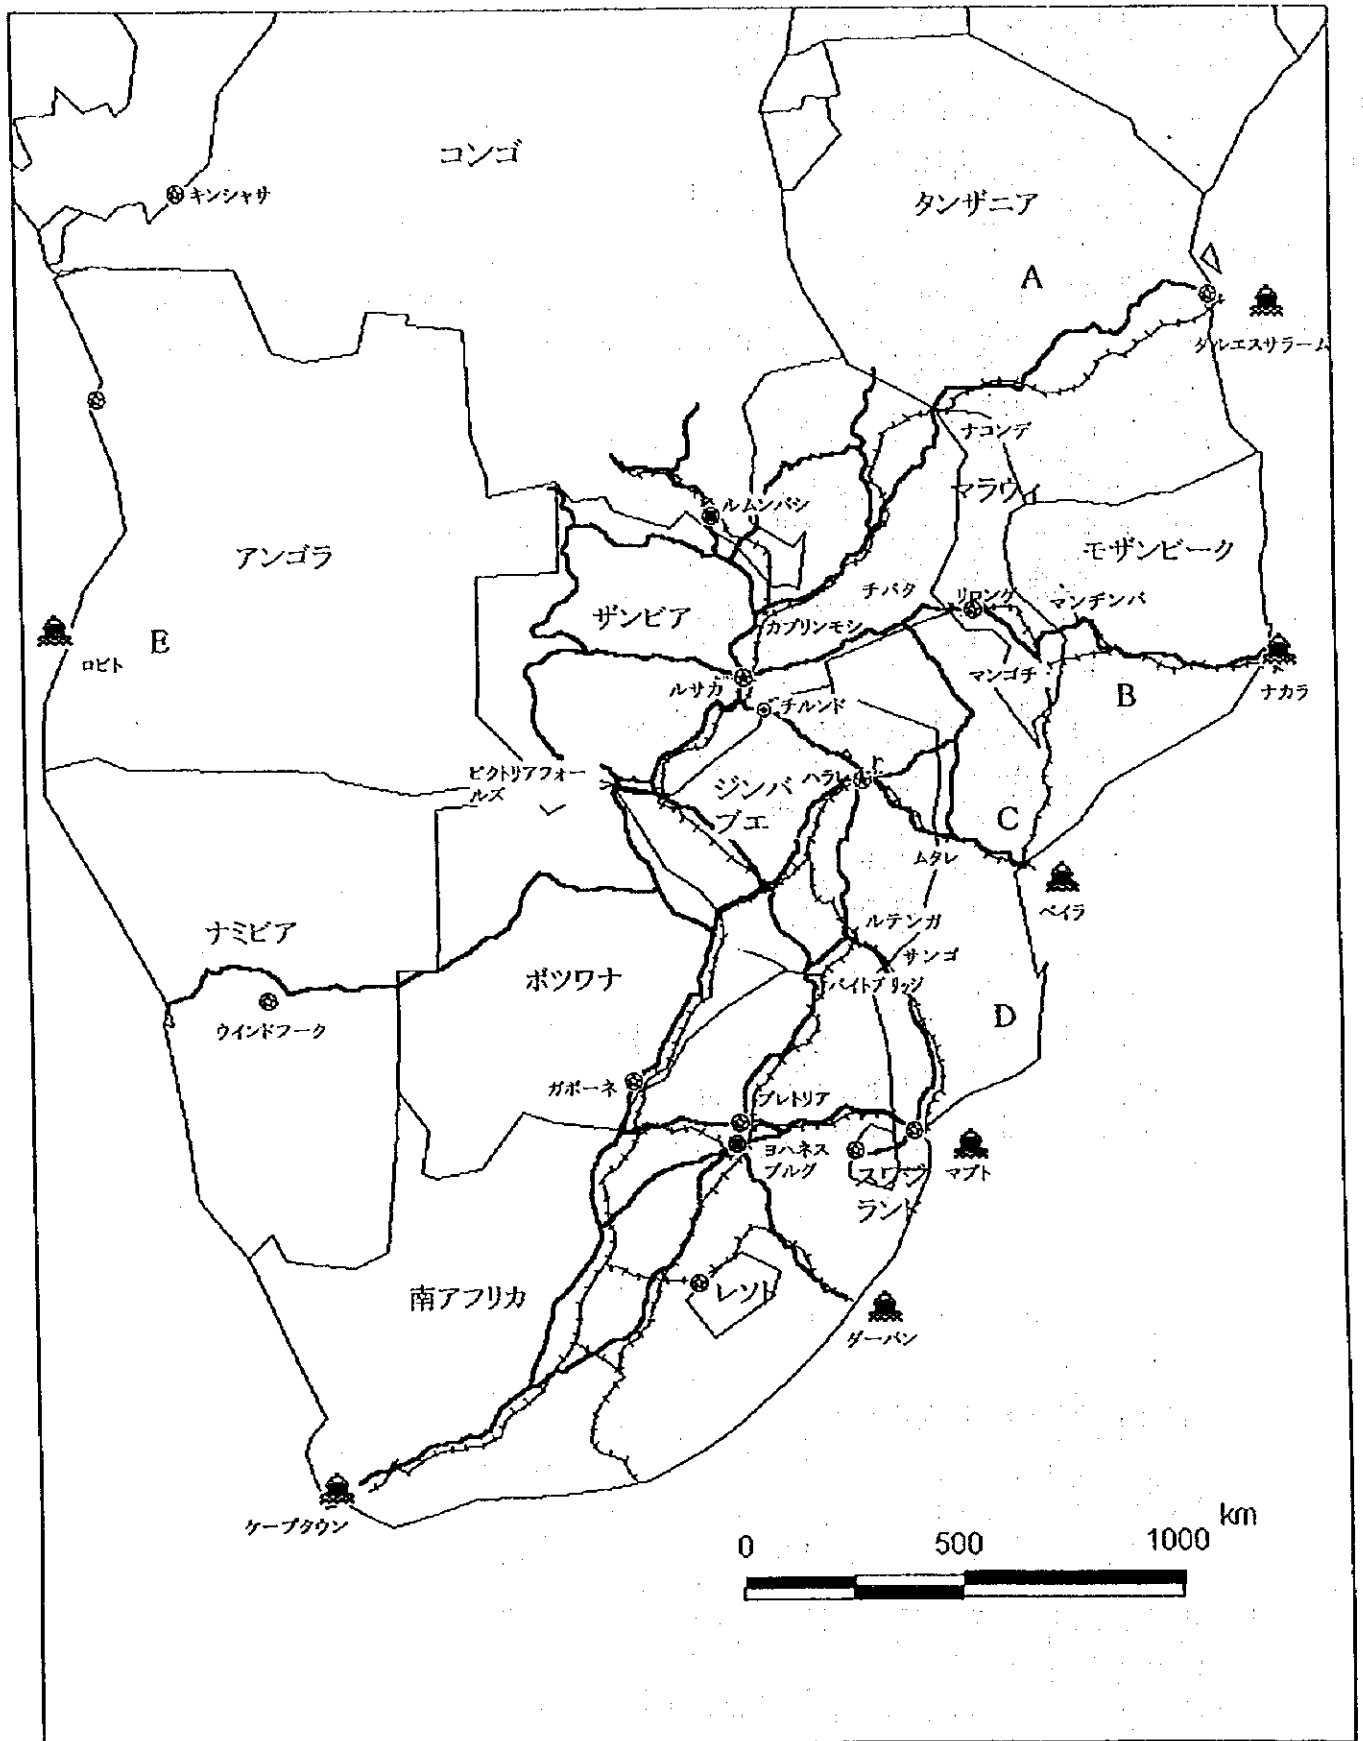 コンゴ
キンシャサ
タンザニア
A
ダルエスサラーム
ナコンデ
マラウィ
ルムンバシ
アンゴラ
モザンビーク
チパタ
リロングウェ
マンチンバ
ザンビア
カプリンモシ
E
ロビト
ルサカ
マンゴチ
B
ナカラ
チルンド
ビクトリアフォー
ルズ
ジンバ
ブエ
ハラレ
C
ムタレ
ベイラ
ナミビア
ルテンガ
サンゴ
ボツワナ
バイトブリッジ
D
ウインドフーク
ガボーネ
プレトリア
ヨハネス
ブルグ
スワジ
ランド
マプト
南アフリカ
レソト
ダーバン
ケープタウン
km
0 500 1000